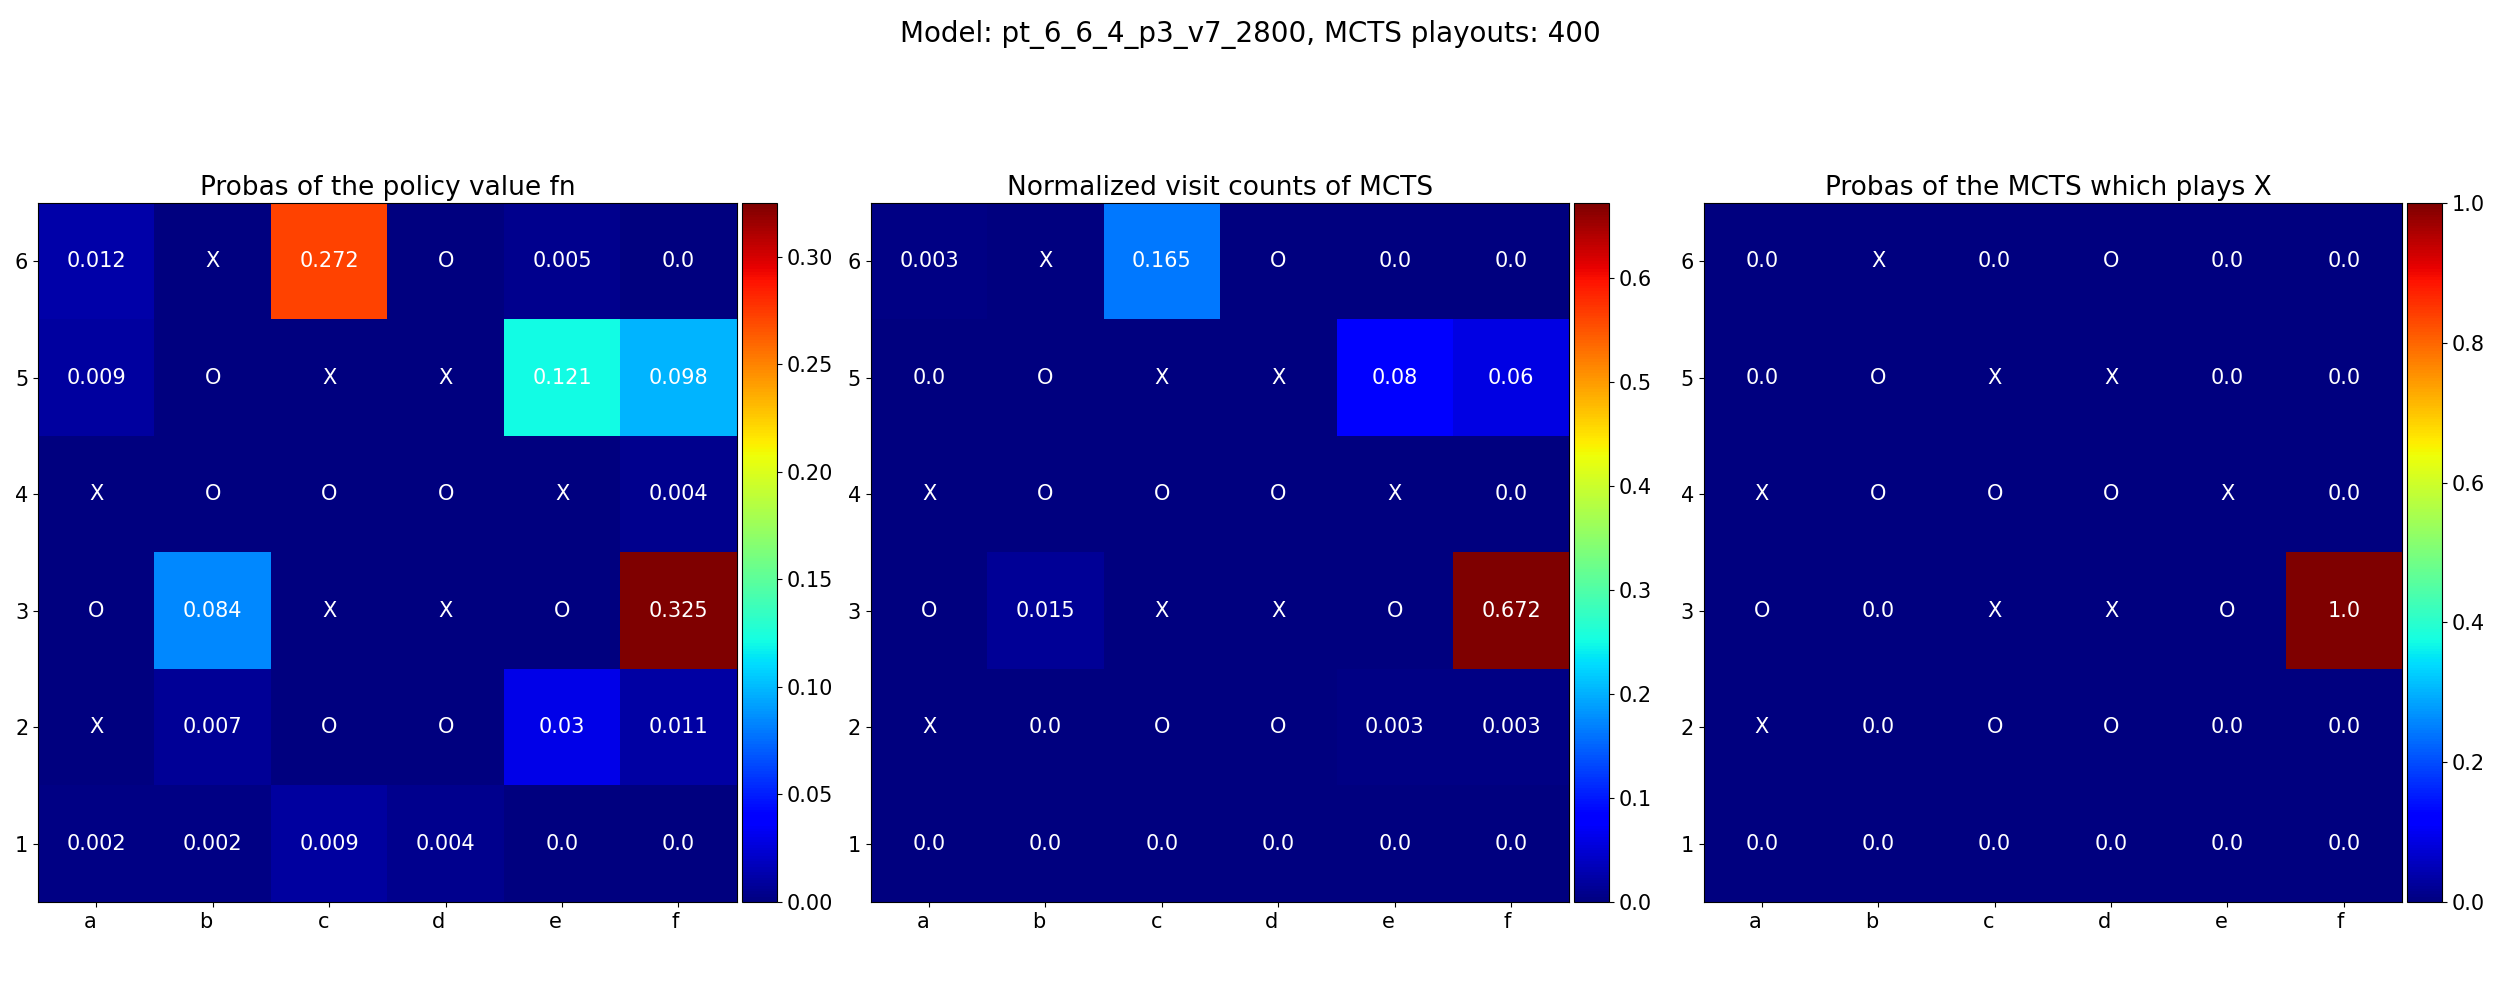 Model: pt_6_6_4_p3_v7_2800, MCTS playouts: 400
Probas of the policy value fn
6 0.012 X 0.272 O 0.005 0.0
5 0.009 O X X 0.121 0.098
4 X O O O X 0.004
3 O 0.084 X X O 0.325
2 X 0.007 O O 0.03 0.011
1 0.002 0.002 0.009 0.004 0.0 0.0
a b c d e f
0.30
0.25
0.20
0.15
0.10
0.05
0.00
Normalized visit counts of MCTS
6 0.003 X 0.165 O 0.0 0.0
5 0.0 O X X 0.08 0.06
4 X O O O X 0.0
3 O 0.015 X X O 0.672
2 X 0.0 O O 0.003 0.003
1 0.0 0.0 0.0 0.0 0.0 0.0
a b c d e f
0.6
0.5
0.4
0.3
0.2
0.1
0.0
Probas of the MCTS which plays X
6 0.0 X 0.0 O 0.0 0.0
5 0.0 O X X 0.0 0.0
4 X O O O X 0.0
3 O 0.0 X X O 1.0
2 X 0.0 O O 0.0 0.0
1 0.0 0.0 0.0 0.0 0.0 0.0
a b c d e f
1.0
0.8
0.6
0.4
0.2
0.0